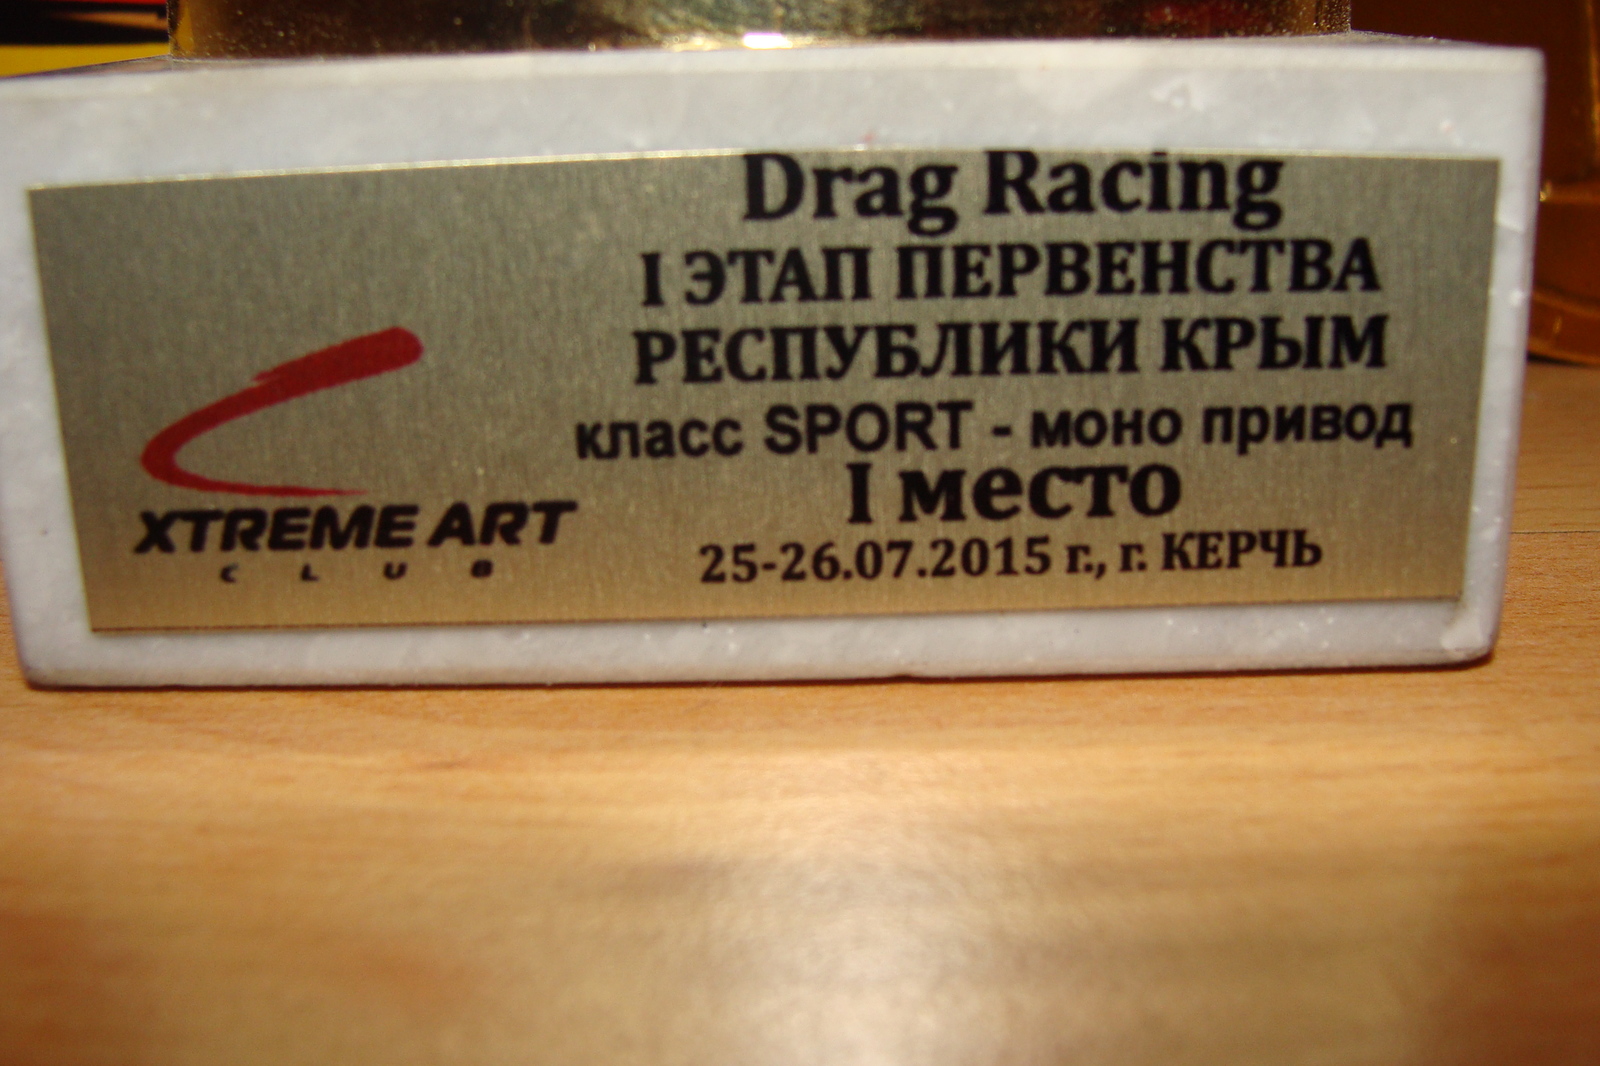 Drag Racing
I ЭТАП ПЕРВЕНСТВА
РЕСПУБЛИКИ КРЫМ
класс SPORT - моно привод
I место
25-26.07.2015 г., г. КЕРЧЬ
XTREME ART
CLUB